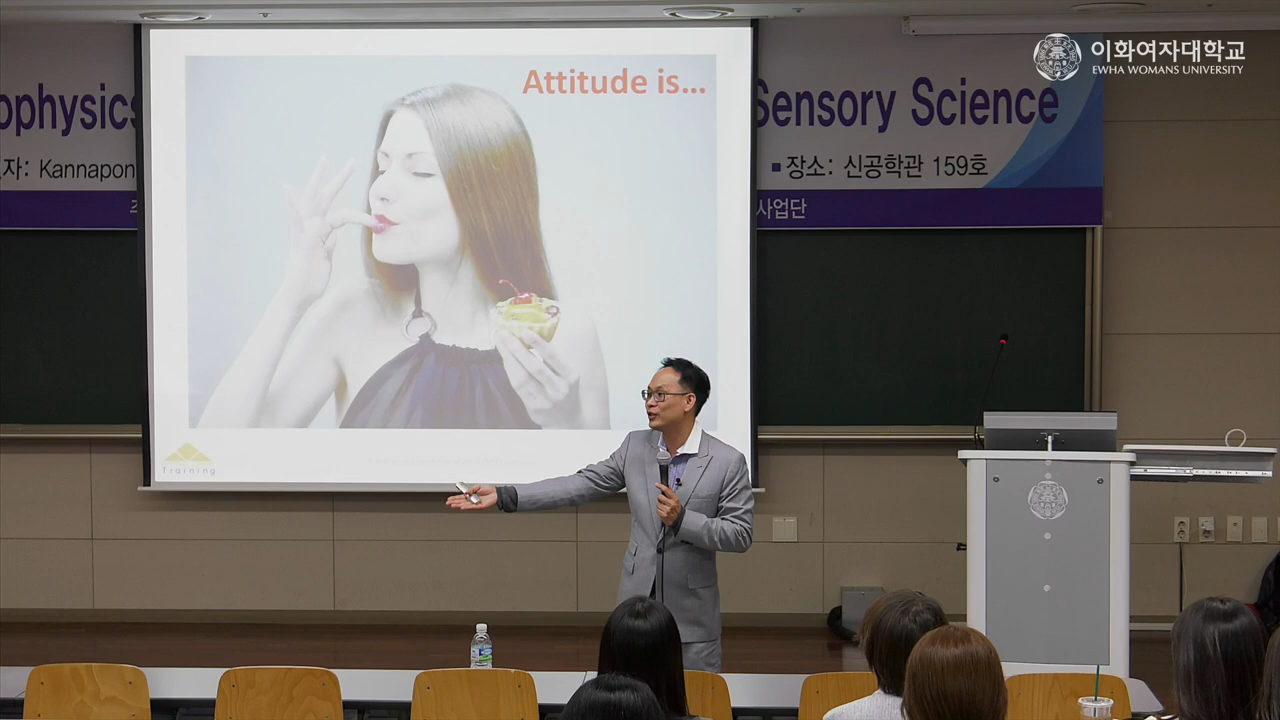 이화여자대학교
EWHA WOMANS UNIVERSITY
Attitude is...
ophysics
Sensory Science
자: Kannapon
장소: 신공학관 159호
사업단
Training